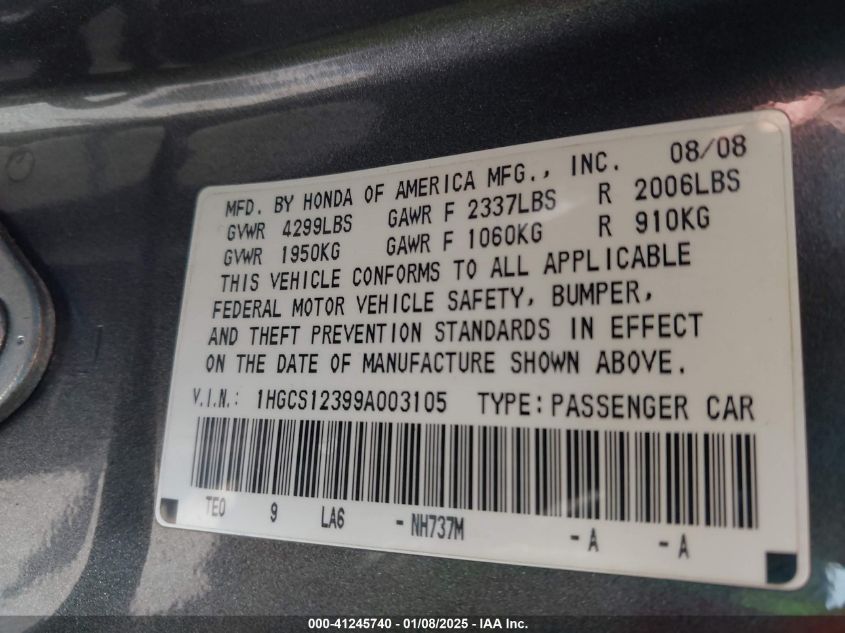 MFD. BY HONDA OF AMERICA MFG., INC. 08/08
GVWR 4299LBS GAWR F 2337LBS R 2006LBS
GVWR 1950KG GAWR F 1060KG R 910KG
THIS VEHICLE CONFORMS TO ALL APPLICABLE
FEDERAL MOTOR VEHICLE SAFETY, BUMPER,
AND THEFT PREVENTION STANDARDS IN EFFECT
ON THE DATE OF MANUFACTURE SHOWN ABOVE.
V.I.N.: 1HGCS12399A003105 TYPE: PASSENGER CAR
TE0 9 LA6 - NH737M - A - A
000-41245740 - 01/08/2025 - IAA Inc.